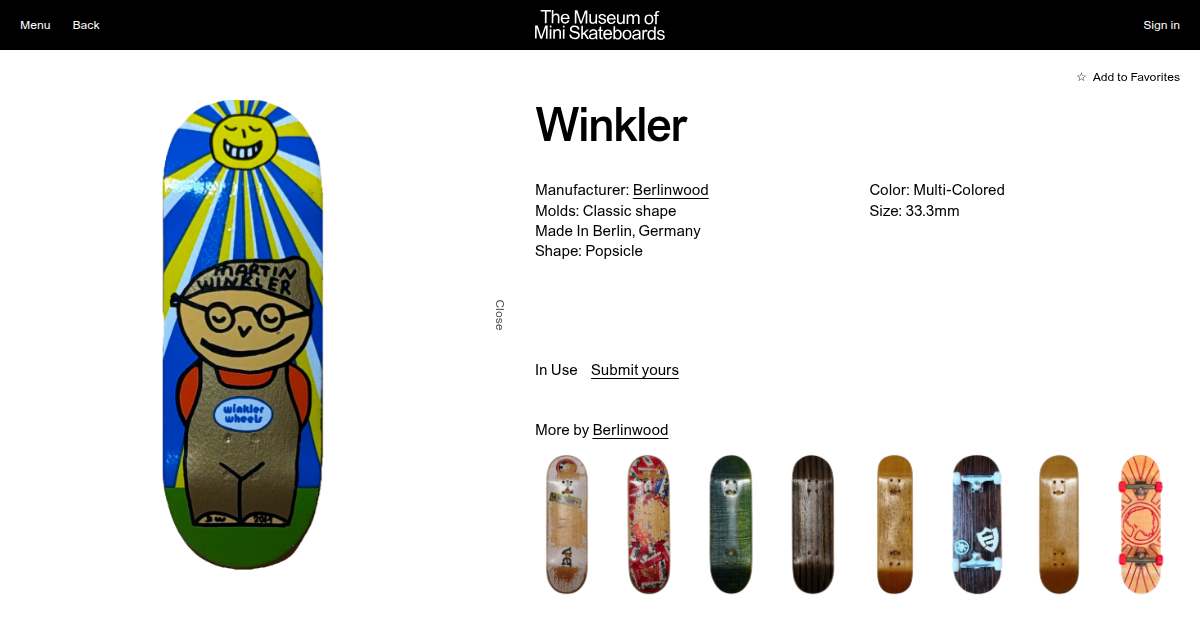 Menu
Back
The Museum of
Mini Skateboards
Sign in
☆ Add to Favorites
MARTIN
WINKLER
winkler
wheels
Close
Winkler
Manufacturer: Berlinwood
Molds: Classic shape
Made In Berlin, Germany
Shape: Popsicle
Color: Multi-Colored
Size: 33.3mm
In Use
Submit yours
More by Berlinwood